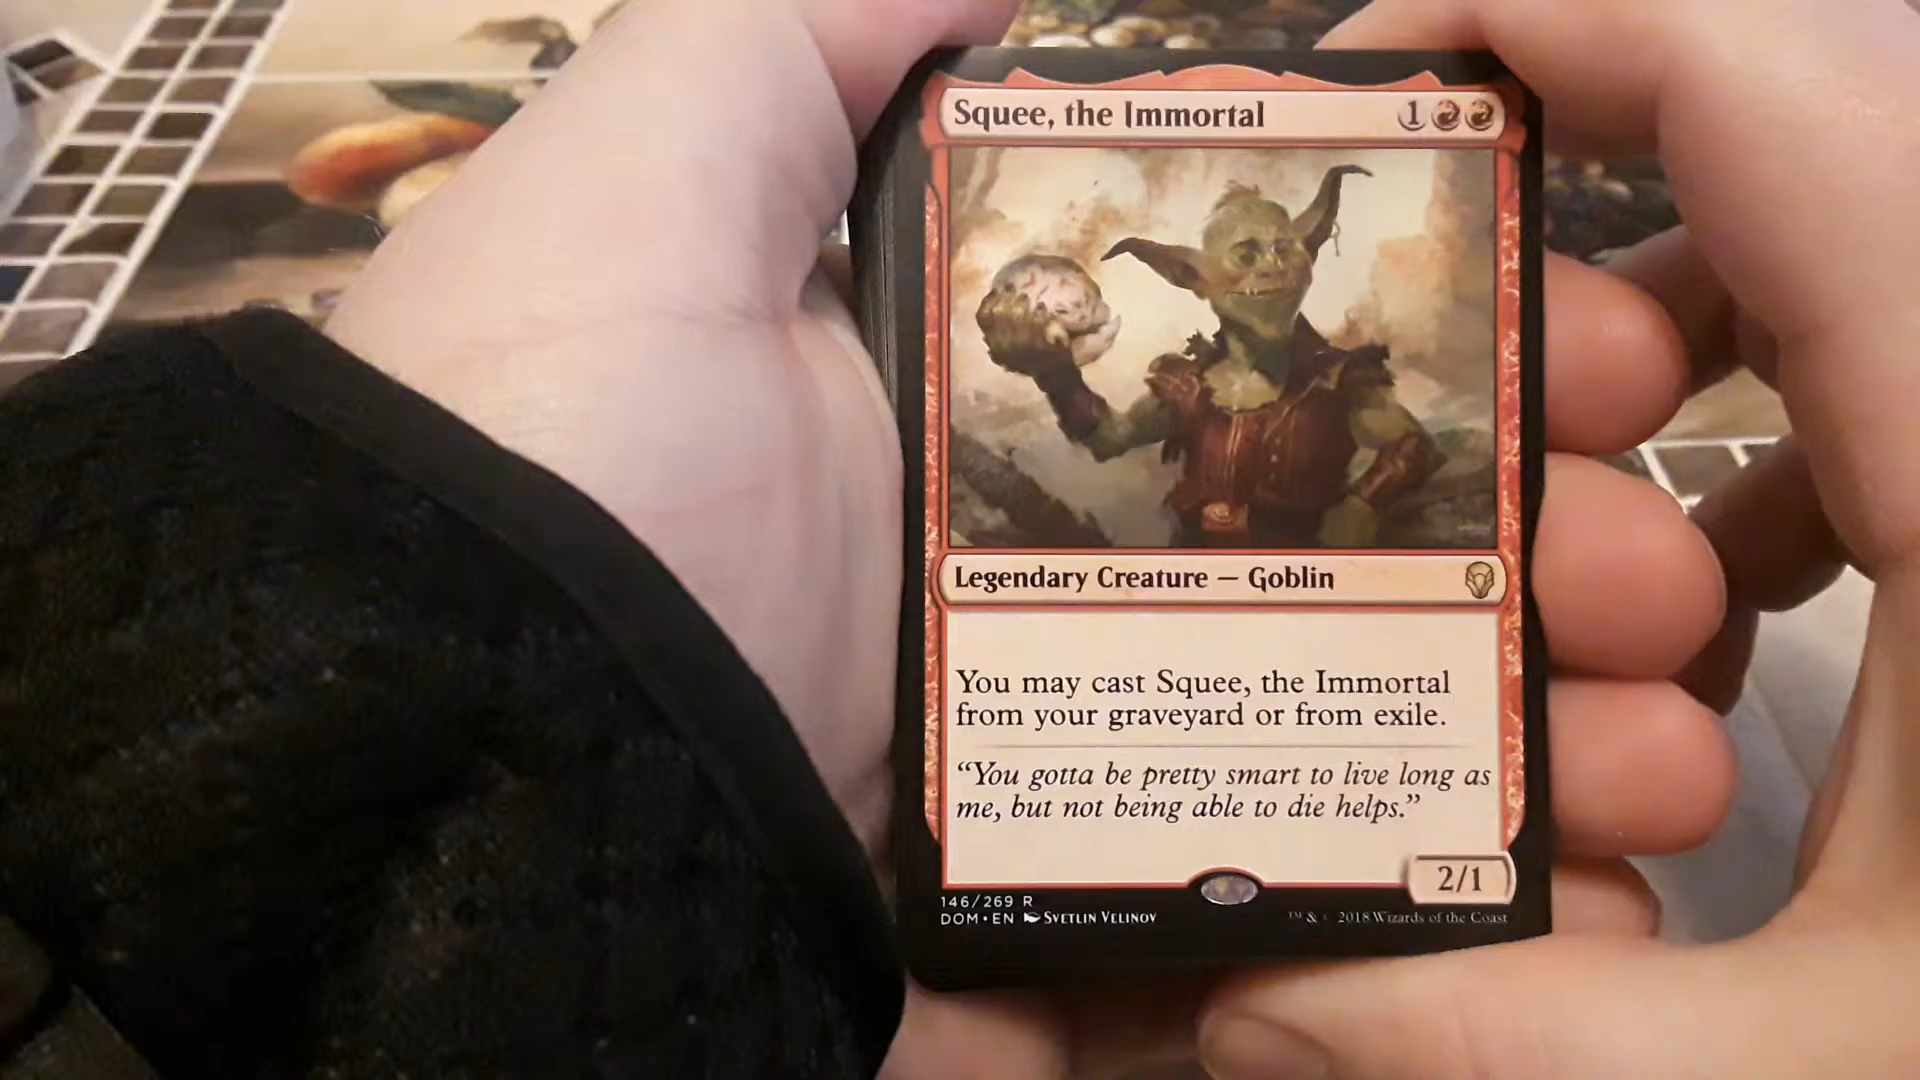 Squee, the Immortal 1
Legendary Creature — Goblin
You may cast Squee, the Immortal
from your graveyard or from exile.
“You gotta be pretty smart to live long as
me, but not being able to die helps.”
2/1
146/269 R
DOM • EN Svetlin Velinov
™ & © 2018 Wizards of the Coast